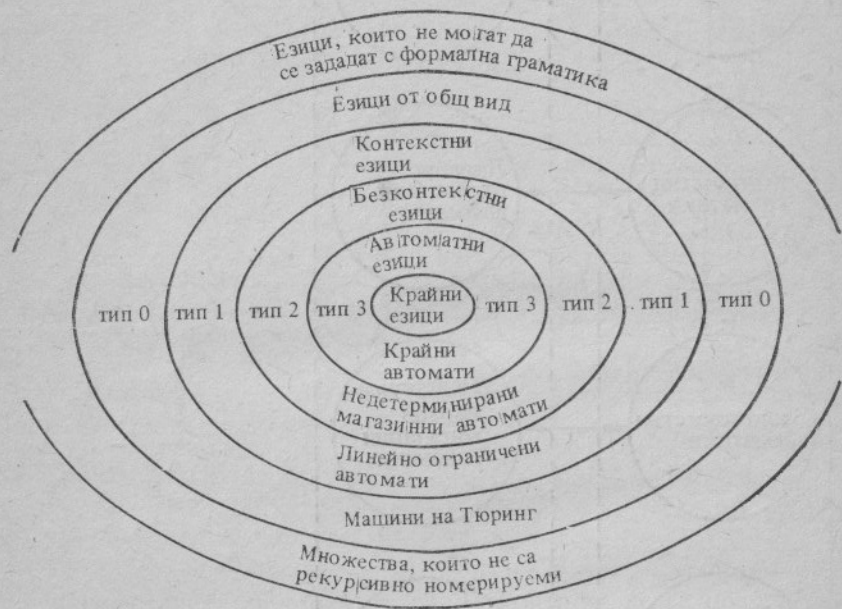 Езици, които не могат да
се зададат с формална граматика
Езици от общ вид
Контекстни
езици
Безконтекстни
езици
Автоматни
езици
тип 0 тип 1 тип 2 тип 3 Крайни езици тип 3 тип 2 тип 1 тип 0
Крайни
автомати
Недетерминирани
магазинни автомати
Линейно ограничени
автомати
Машини на Тюринг
Множества, които не са
рекурсивно номерируеми